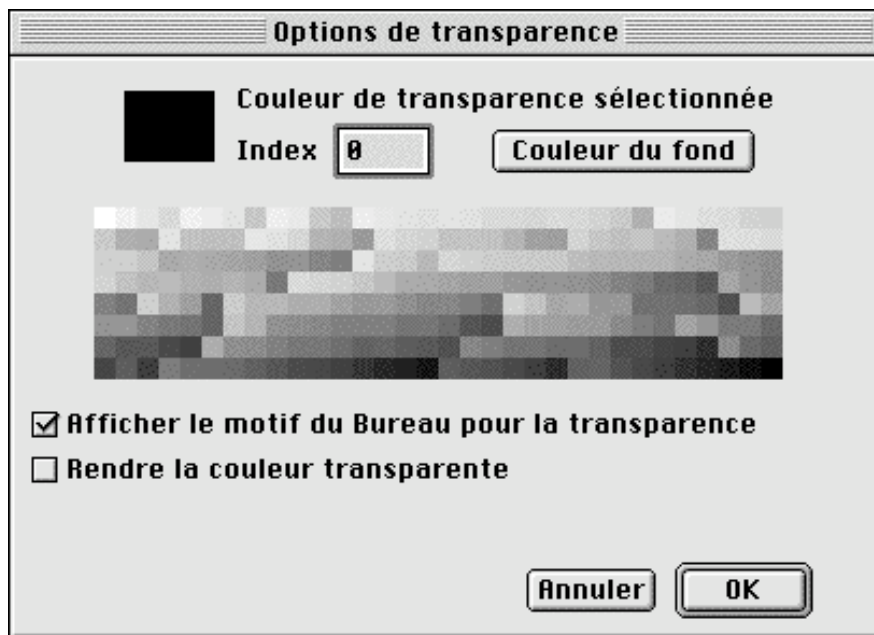 Options de transparence
Couleur de transparence sélectionnée
Index 0 Couleur du fond
Afficher le motif du Bureau pour la transparence
Rendre la couleur transparente
Annuler OK